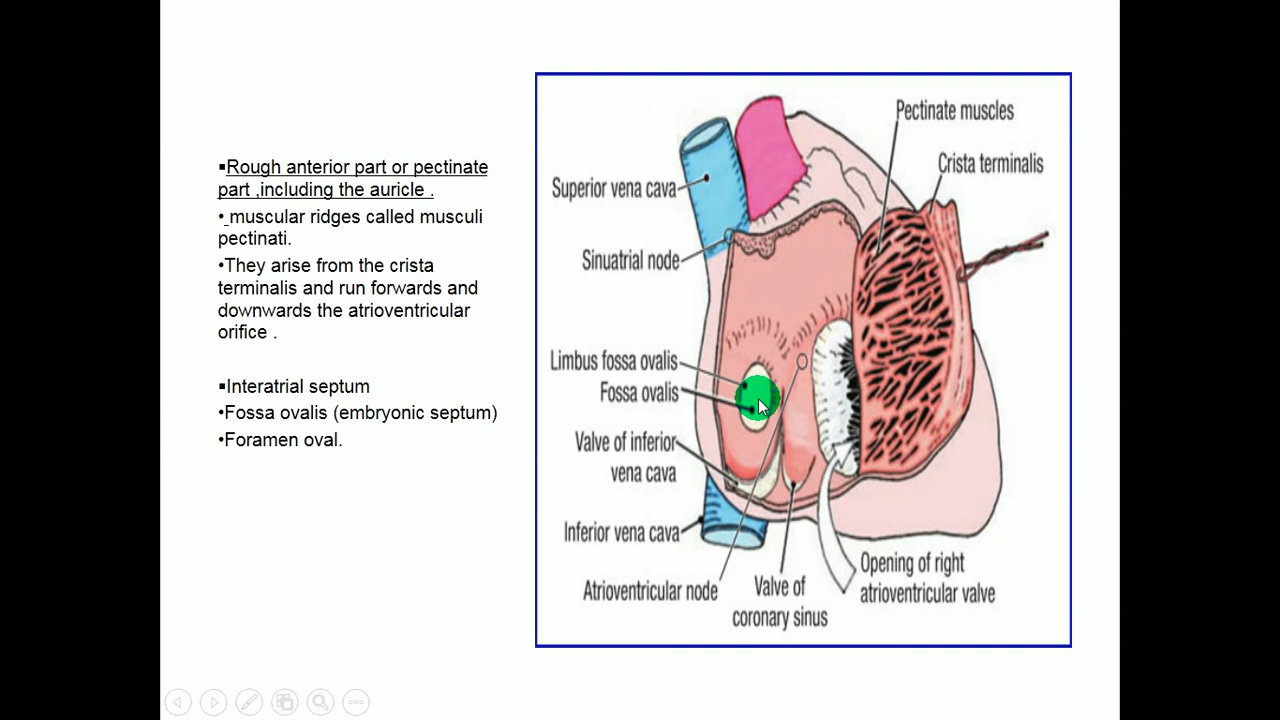 ▪Rough anterior part or pectinate
part ,including the auricle .
• muscular ridges called musculi
pectinati.
•They arise from the crista
terminalis and run forwards and
downwards the atrioventricular
orifice .
▪Interatrial septum
•Fossa ovalis (embryonic septum)
•Foramen oval.
Pectinate muscles
Crista terminalis
Superior vena cava
Sinuatrial node
Limbus fossa ovalis
Fossa ovalis
Valve of inferior
vena cava
Inferior vena cava
Atrioventricular node
Valve of
coronary sinus
Opening of right
atrioventricular valve